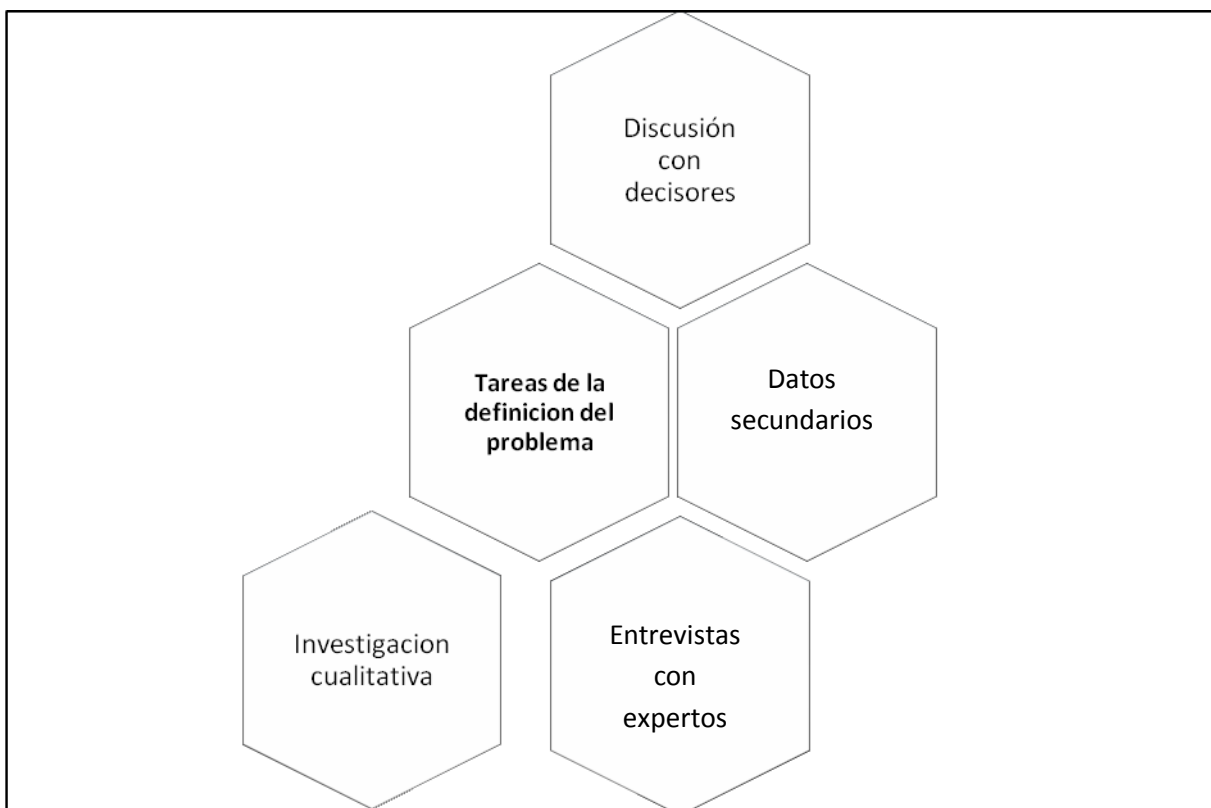 Discusión
con
decisores
Tareas de la
definicion del
problema
Datos
secundarios
Investigacion
cualitativa
Entrevistas
con
expertos